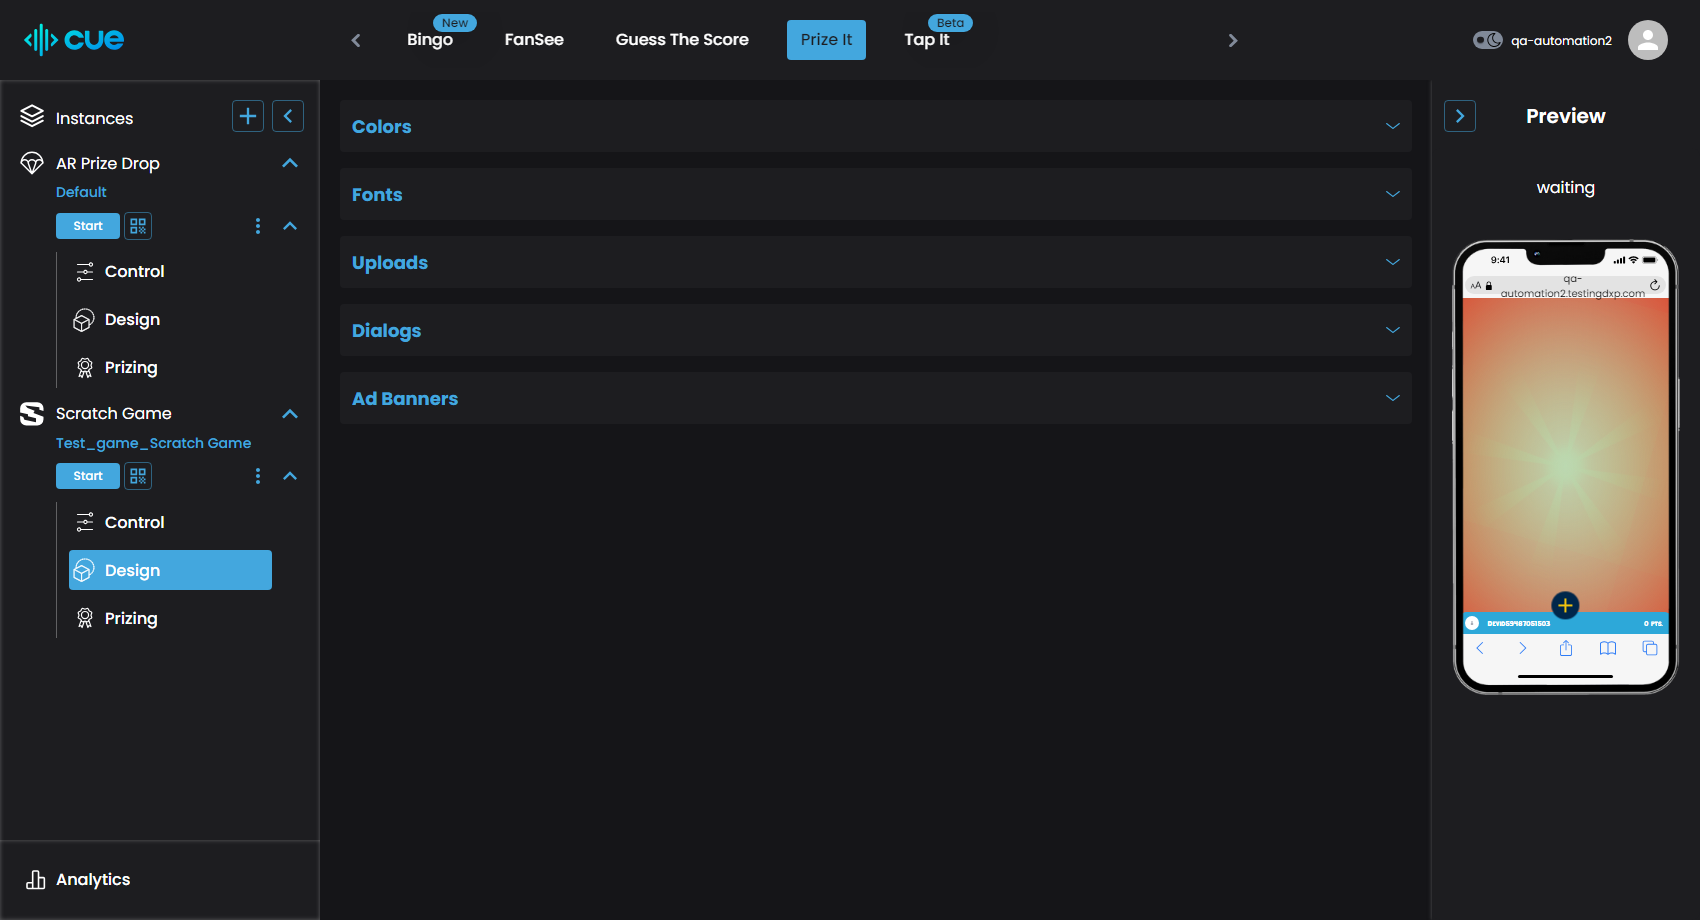 cue
Bingo
New
FanSee
Guess The Score
Prize It
Tap It
Beta
qa-automation2
Instances
AR Prize Drop
Default
Start
Control
Design
Prizing
Scratch Game
Test_game_Scratch Game
Start
Control
Design
Prizing
Analytics
Colors
Fonts
Uploads
Dialogs
Ad Banners
Preview
waiting
9:41
AA
qa-
automation2.testingdxp.com
0 PTS.